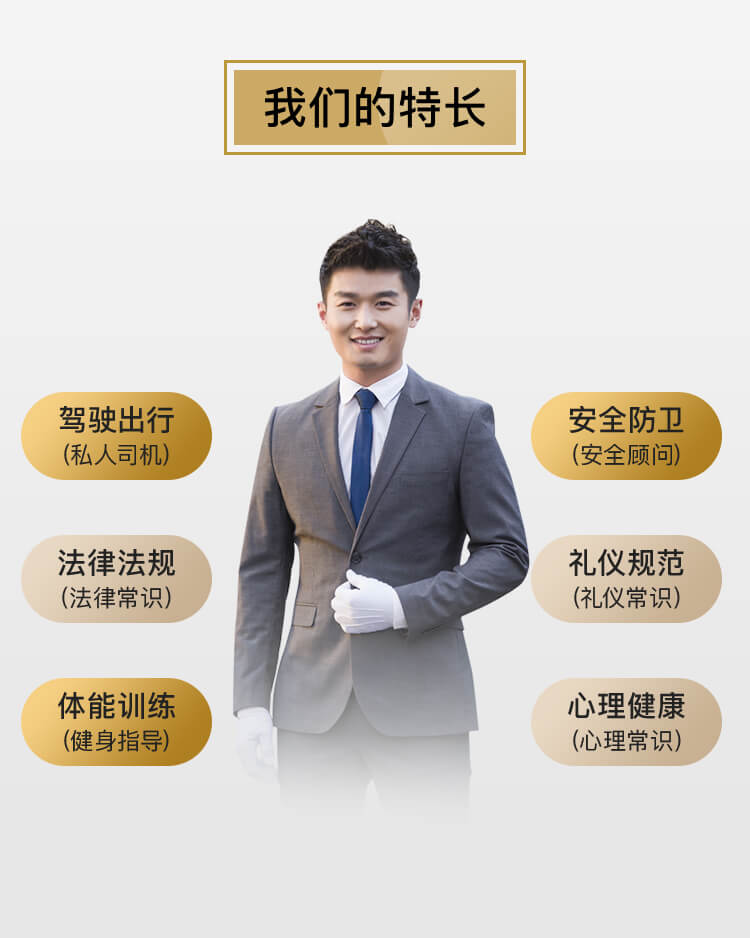 我们的特长
驾驶出行
(私人司机)
安全防卫
(安全顾问)
法律法规
(法律常识)
礼仪规范
(礼仪常识)
体能训练
(健身指导)
心理健康
(心理常识)